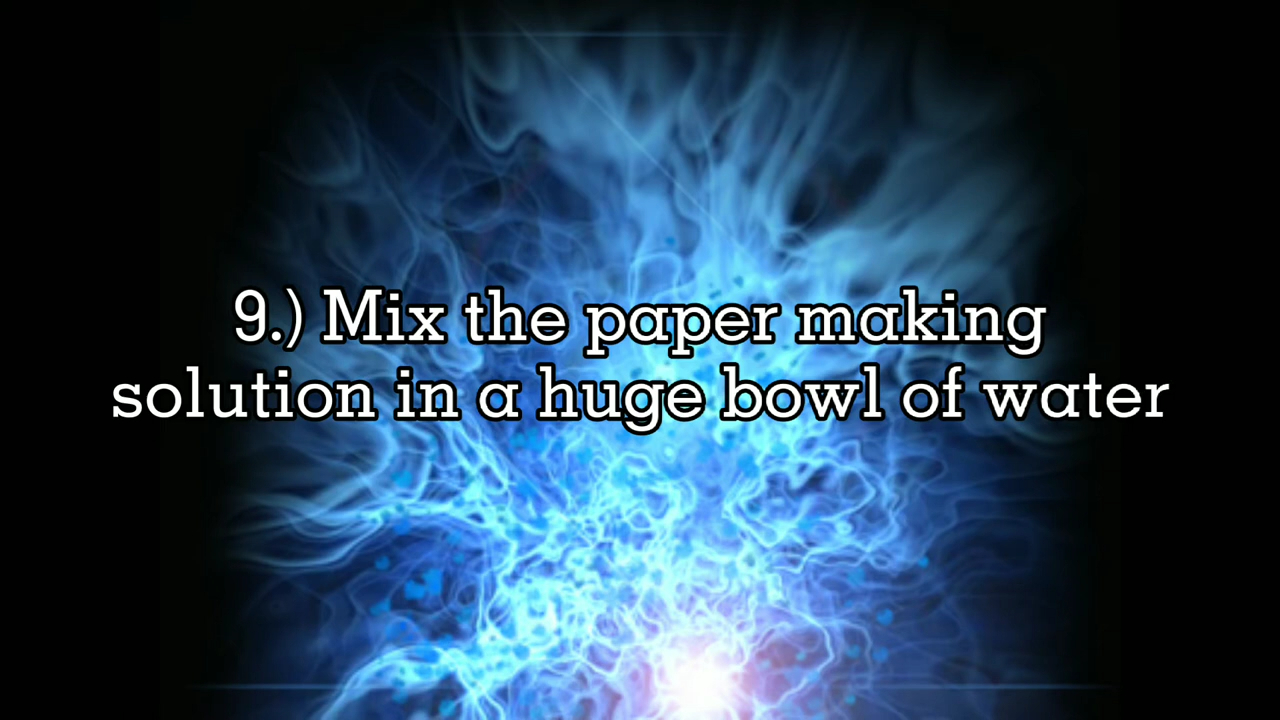 9.) Mix the paper making
solution in a huge bowl of water